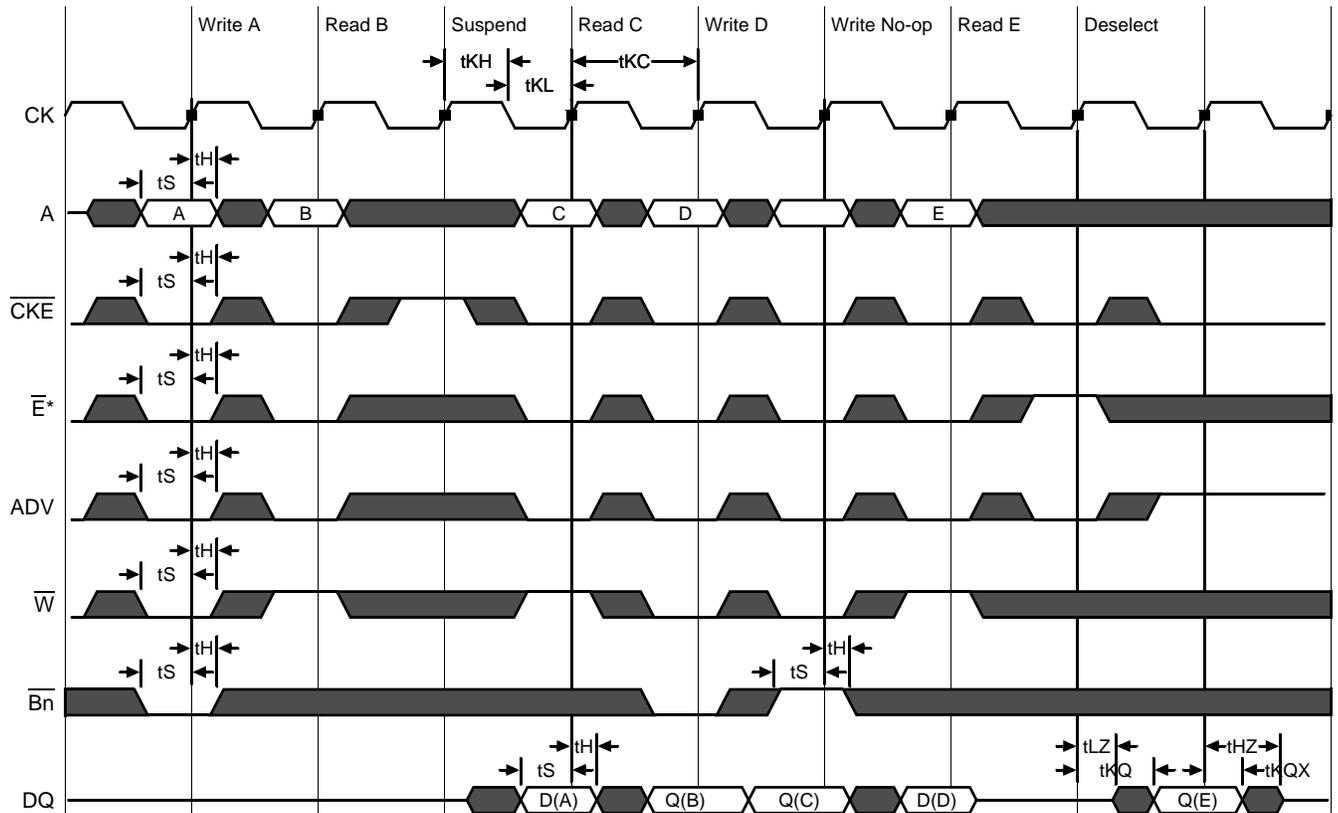 Write A Read B Suspend Read C Write D Write No-op Read E Deselect
tKH tKC
tKL
CK
tH
tS
A A B C D E
tH
tS
CKE
tH
tS
E*
tH
tS
ADV
tH
tS
W
tH tH
tS tS
Bn
tH tLZ tHZ
tS tKQ tKQX
DQ D(A) Q(B) Q(C) D(D) Q(E)